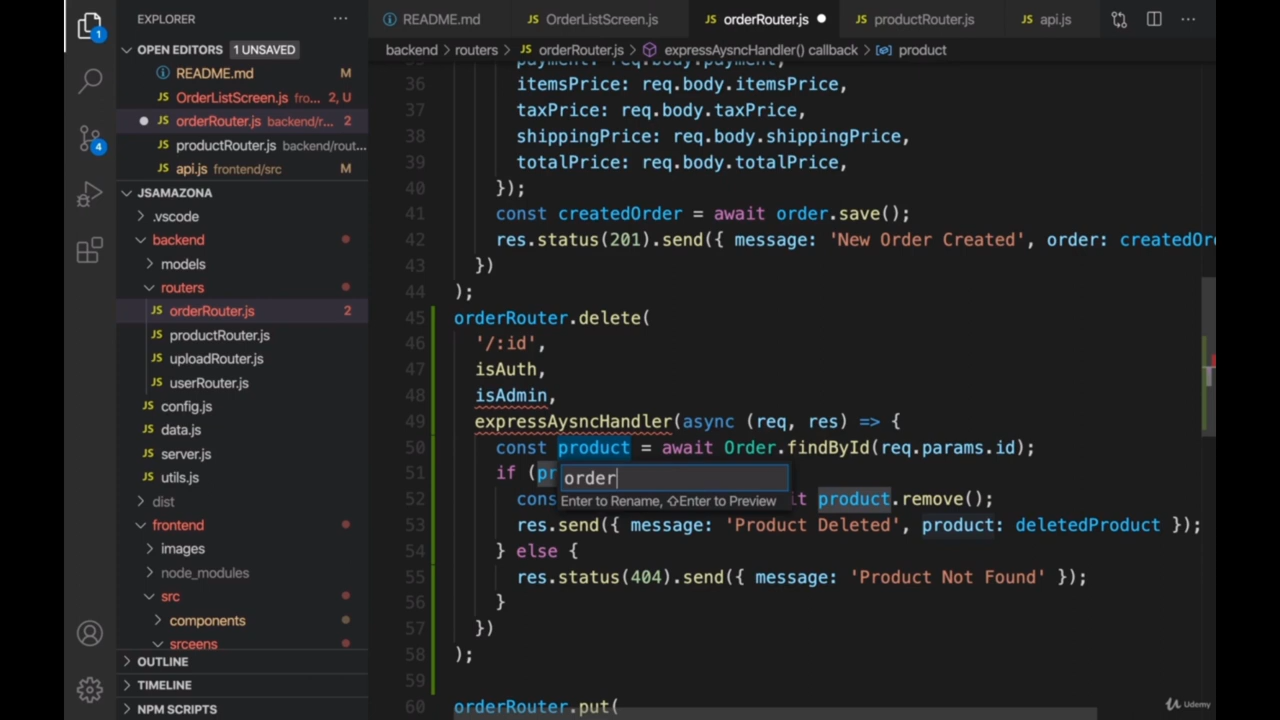 EXPLORER
README.md
OrderListScreen.js
orderRouter.js
productRouter.js
api.js
OPEN EDITORS 1 UNSAVED
README.md M
OrderListScreen.js fro... 2, U
orderRouter.js backend/r... 2
productRouter.js backend/rout...
api.js frontend/src M
JSAMAZONA
.vscode
backend
models
routers
orderRouter.js 2
productRouter.js
uploadRouter.js
userRouter.js
config.js
data.js
server.js
utils.js
dist
frontend
images
node_modules
src
components
srceens
OUTLINE
TIMELINE
NPM SCRIPTS
1
4
backend > routers > JS orderRouter.js > expressAysncHandler() callback > product
payment: req.body.payment,
36 itemsPrice: req.body.itemsPrice,
37 taxPrice: req.body.taxPrice,
38 shippingPrice: req.body.shippingPrice,
39 totalPrice: req.body.totalPrice,
40 });
41 const createdOrder = await order.save();
42 res.status(201).send({ message: 'New Order Created', order: createdOr
43 })
44 );
45 orderRouter.delete(
46 '/:id',
47 isAuth,
48 isAdmin,
49 expressAysncHandler(async (req, res) => {
50 const product = await Order.findById(req.params.id);
51 if (pr
order
52 cons it product.remove();
Enter to Rename, ⇧Enter to Preview
53 res.send({ message: 'Product Deleted', product: deletedProduct });
54 } else {
55 res.status(404).send({ message: 'Product Not Found' });
56 }
57 })
58 );
59
60 orderRouter.put(
Udemy